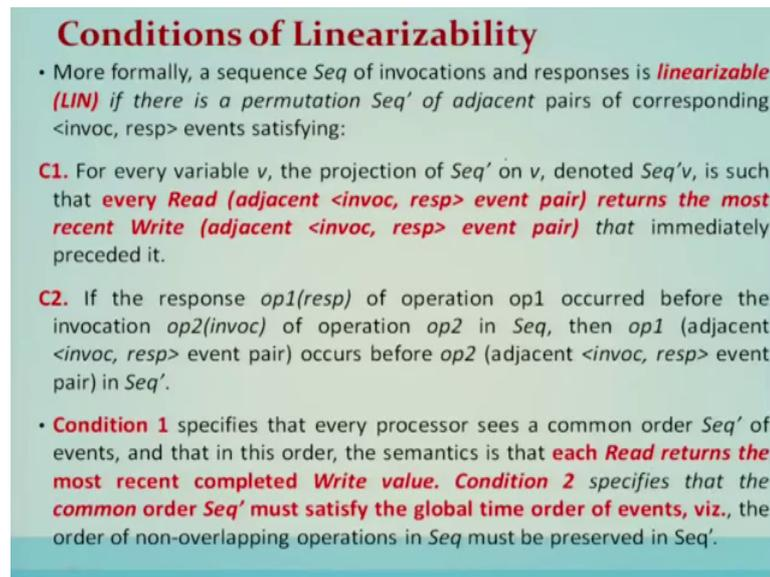 Conditions of Linearizability
• More formally, a sequence Seq of invocations and responses is linearizable
(LIN) if there is a permutation Seq' of adjacent pairs of corresponding
<invoc, resp> events satisfying:
C1. For every variable v, the projection of Seq' on v, denoted Seq'v, is such
that every Read (adjacent <invoc, resp> event pair) returns the most
recent Write (adjacent <invoc, resp> event pair) that immediately
preceded it.
C2. If the response op1(resp) of operation op1 occurred before the
invocation op2(invoc) of operation op2 in Seq, then op1 (adjacent
<invoc, resp> event pair) occurs before op2 (adjacent <invoc, resp> event
pair) in Seq'.
• Condition 1 specifies that every processor sees a common order Seq' of
events, and that in this order, the semantics is that each Read returns the
most recent completed Write value. Condition 2 specifies that the
common order Seq' must satisfy the global time order of events, viz., the
order of non-overlapping operations in Seq must be preserved in Seq'.